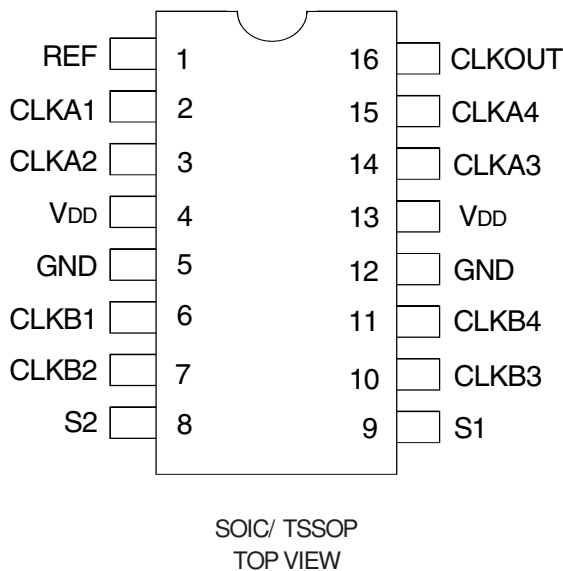 REF 1 16 CLKOUT
CLKA1 2 15 CLKA4
CLKA2 3 14 CLKA3
VDD 4 13 VDD
GND 5 12 GND
CLKB1 6 11 CLKB4
CLKB2 7 10 CLKB3
S2 8 9 S1
SOIC/ TSSOP
TOP VIEW